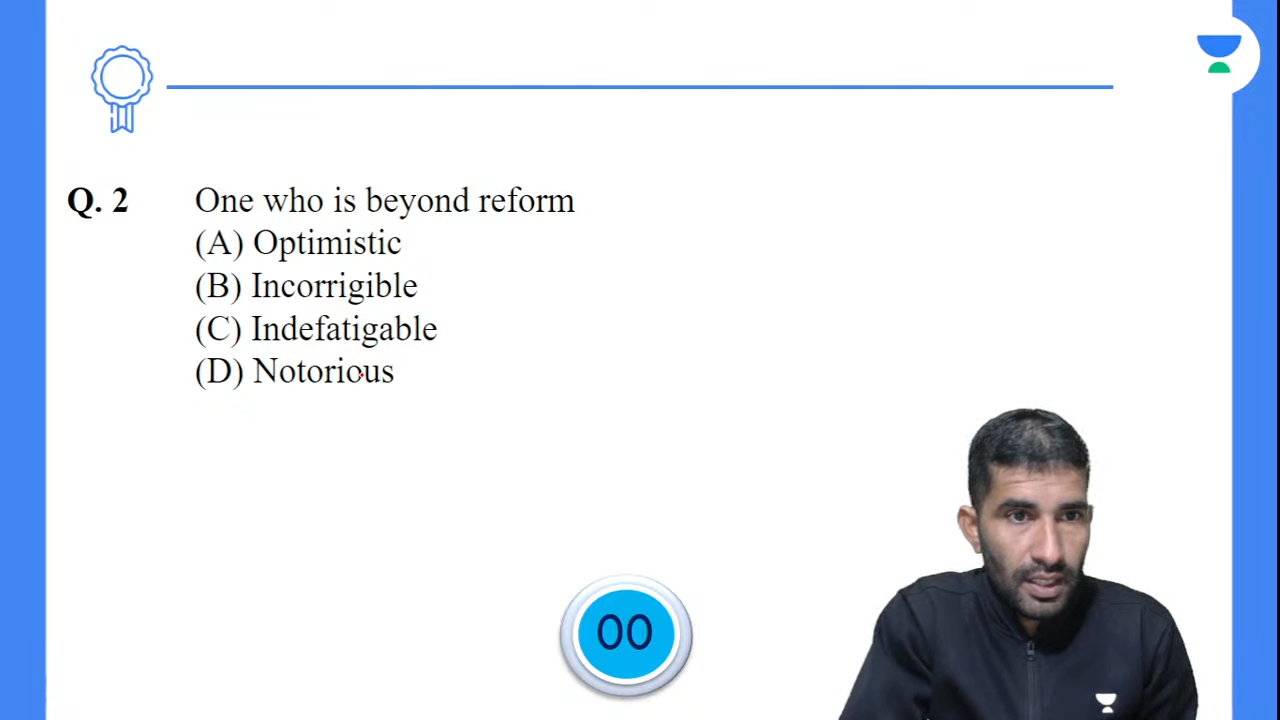 Q. 2 One who is beyond reform
(A) Optimistic
(B) Incorrigible
(C) Indefatigable
(D) Notorious
00